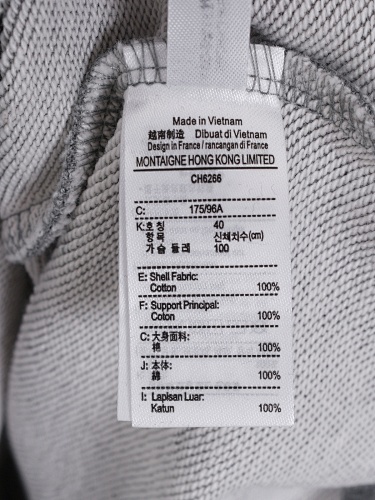 Made in Vietnam
越南制造 Dibuat di Vietnam
Design in France / rancangan di France
MONTAIGNE HONG KONG LIMITED
CH6266
C: 175/96A
K:호칭 40
항목 신체치수(cm)
가슴 둘레 100
E: Shell Fabric:
Cotton 100%
F: Support Principal:
Coton 100%
C: 大身面料:
棉 100%
J: 本体:
綿 100%
I: Lapisan Luar:
Katun 100%